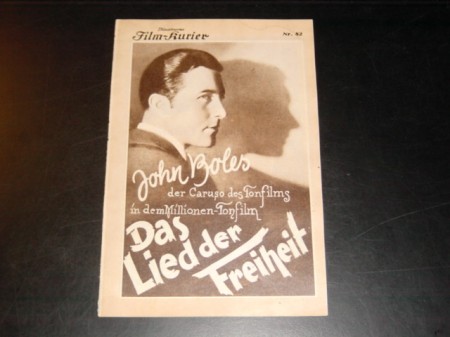 Illustrierter
Film-Kurier
Nr. 82
John Boles
der Caruso des Tonfilms
in dem Millionen-Tonfilm
Das
Lied der
Freiheit